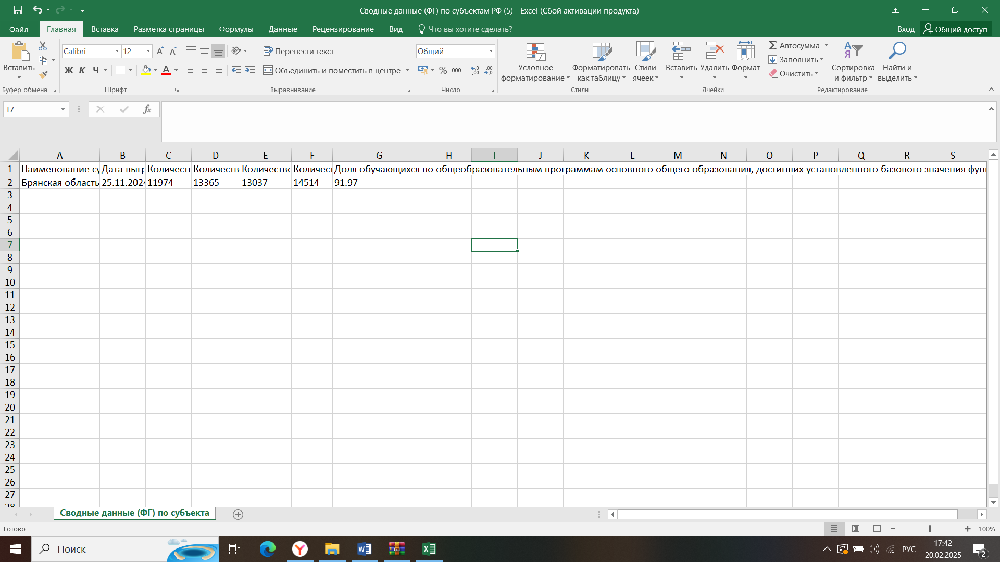 Сводные данные (ФГ) по субъектам РФ (5) - Excel (Сбой активации продукта)
Файл Главная Вставка Разметка страницы Формулы Данные Рецензирование Вид Что вы хотите сделать? Вход Общий доступ
Вставить
Буфер обмена
Calibri 12
Ж К Ч А
Шрифт
Перенести текст
Объединить и поместить в центре
Выравнивание
Общий
% 000
Число
Условное форматирование
Форматировать как таблицу
Стили ячеек
Стили
Вставить Удалить Формат
Ячейки
Автосумма
Заполнить
Очистить
Сортировка и фильтр
Найти и выделить
Редактирование
I7
fx
A B C D E F G H I J K L M N O P Q R S
1 Наименование су Дата выгр Количеств Количеств Количество Количест Доля обучающихся по общеобразовательным программам основного общего образования, достигших установленного базового значения фун
2 Брянская область 25.11.2024 11974 13365 13037 14514 91.97
3
4
5
6
7
8
9
10
11
12
13
14
15
16
17
18
19
20
21
22
23
24
25
26
27
28
Сводные данные (ФГ) по субъекта
Готово
100%
Поиск
РУС
17:42
20.02.2025
2